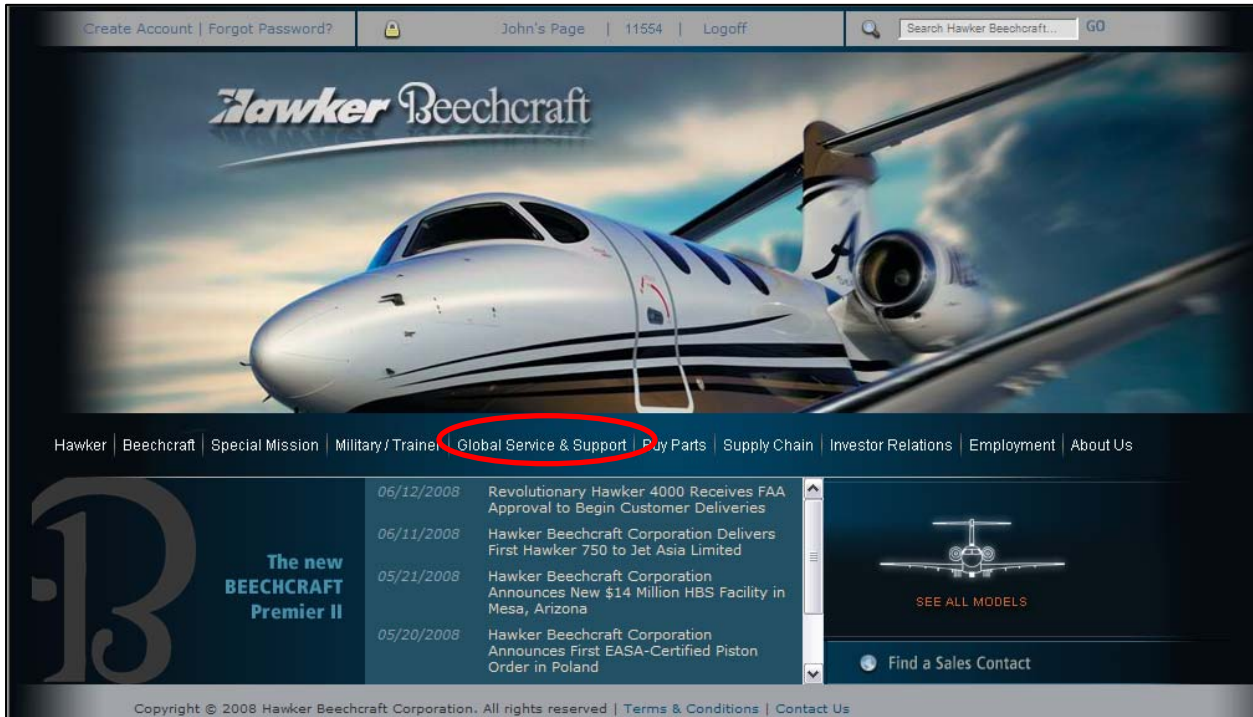 Create Account | Forgot Password?
John's Page | 11554 | Logoff
Search Hawker Beechcraft... GO
Hawker Beechcraft
Hawker | Beechcraft | Special Mission | Military / Trainer | Global Service & Support | Buy Parts | Supply Chain | Investor Relations | Employment | About Us
B
The new
BEECHCRAFT
Premier II
06/12/2008 Revolutionary Hawker 4000 Receives FAA
Approval to Begin Customer Deliveries
06/11/2008 Hawker Beechcraft Corporation Delivers
First Hawker 750 to Jet Asia Limited
05/21/2008 Hawker Beechcraft Corporation
Announces New $14 Million HBS Facility in
Mesa, Arizona
05/20/2008 Hawker Beechcraft Corporation
Announces First EASA-Certified Piston
Order in Poland
SEE ALL MODELS
Find a Sales Contact
Copyright © 2008 Hawker Beechcraft Corporation. All rights reserved | Terms & Conditions | Contact Us